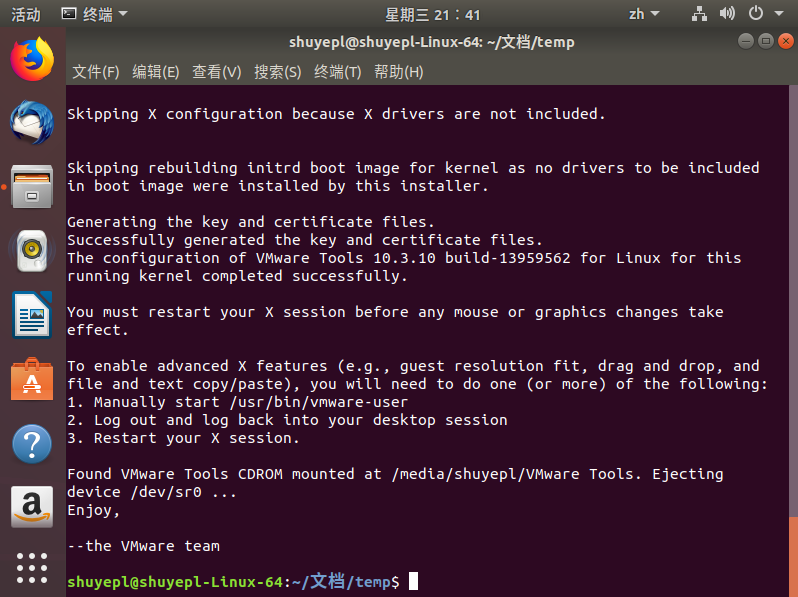 活动 终端 星期三 21：41 zh
shuyepl@shuyepl-Linux-64: ~/文档/temp
文件(F) 编辑(E) 查看(V) 搜索(S) 终端(T) 帮助(H)
Skipping X configuration because X drivers are not included.
Skipping rebuilding initrd boot image for kernel as no drivers to be included
in boot image were installed by this installer.
Generating the key and certificate files.
Successfully generated the key and certificate files.
The configuration of VMware Tools 10.3.10 build-13959562 for Linux for this
running kernel completed successfully.
You must restart your X session before any mouse or graphics changes take
effect.
To enable advanced X features (e.g., guest resolution fit, drag and drop, and
file and text copy/paste), you will need to do one (or more) of the following:
1. Manually start /usr/bin/vmware-user
2. Log out and log back into your desktop session
3. Restart your X session.
Found VMware Tools CDROM mounted at /media/shuyepl/VMware Tools. Ejecting
device /dev/sr0 ...
Enjoy,
--the VMware team
shuyepl@shuyepl-Linux-64:~/文档/temp$